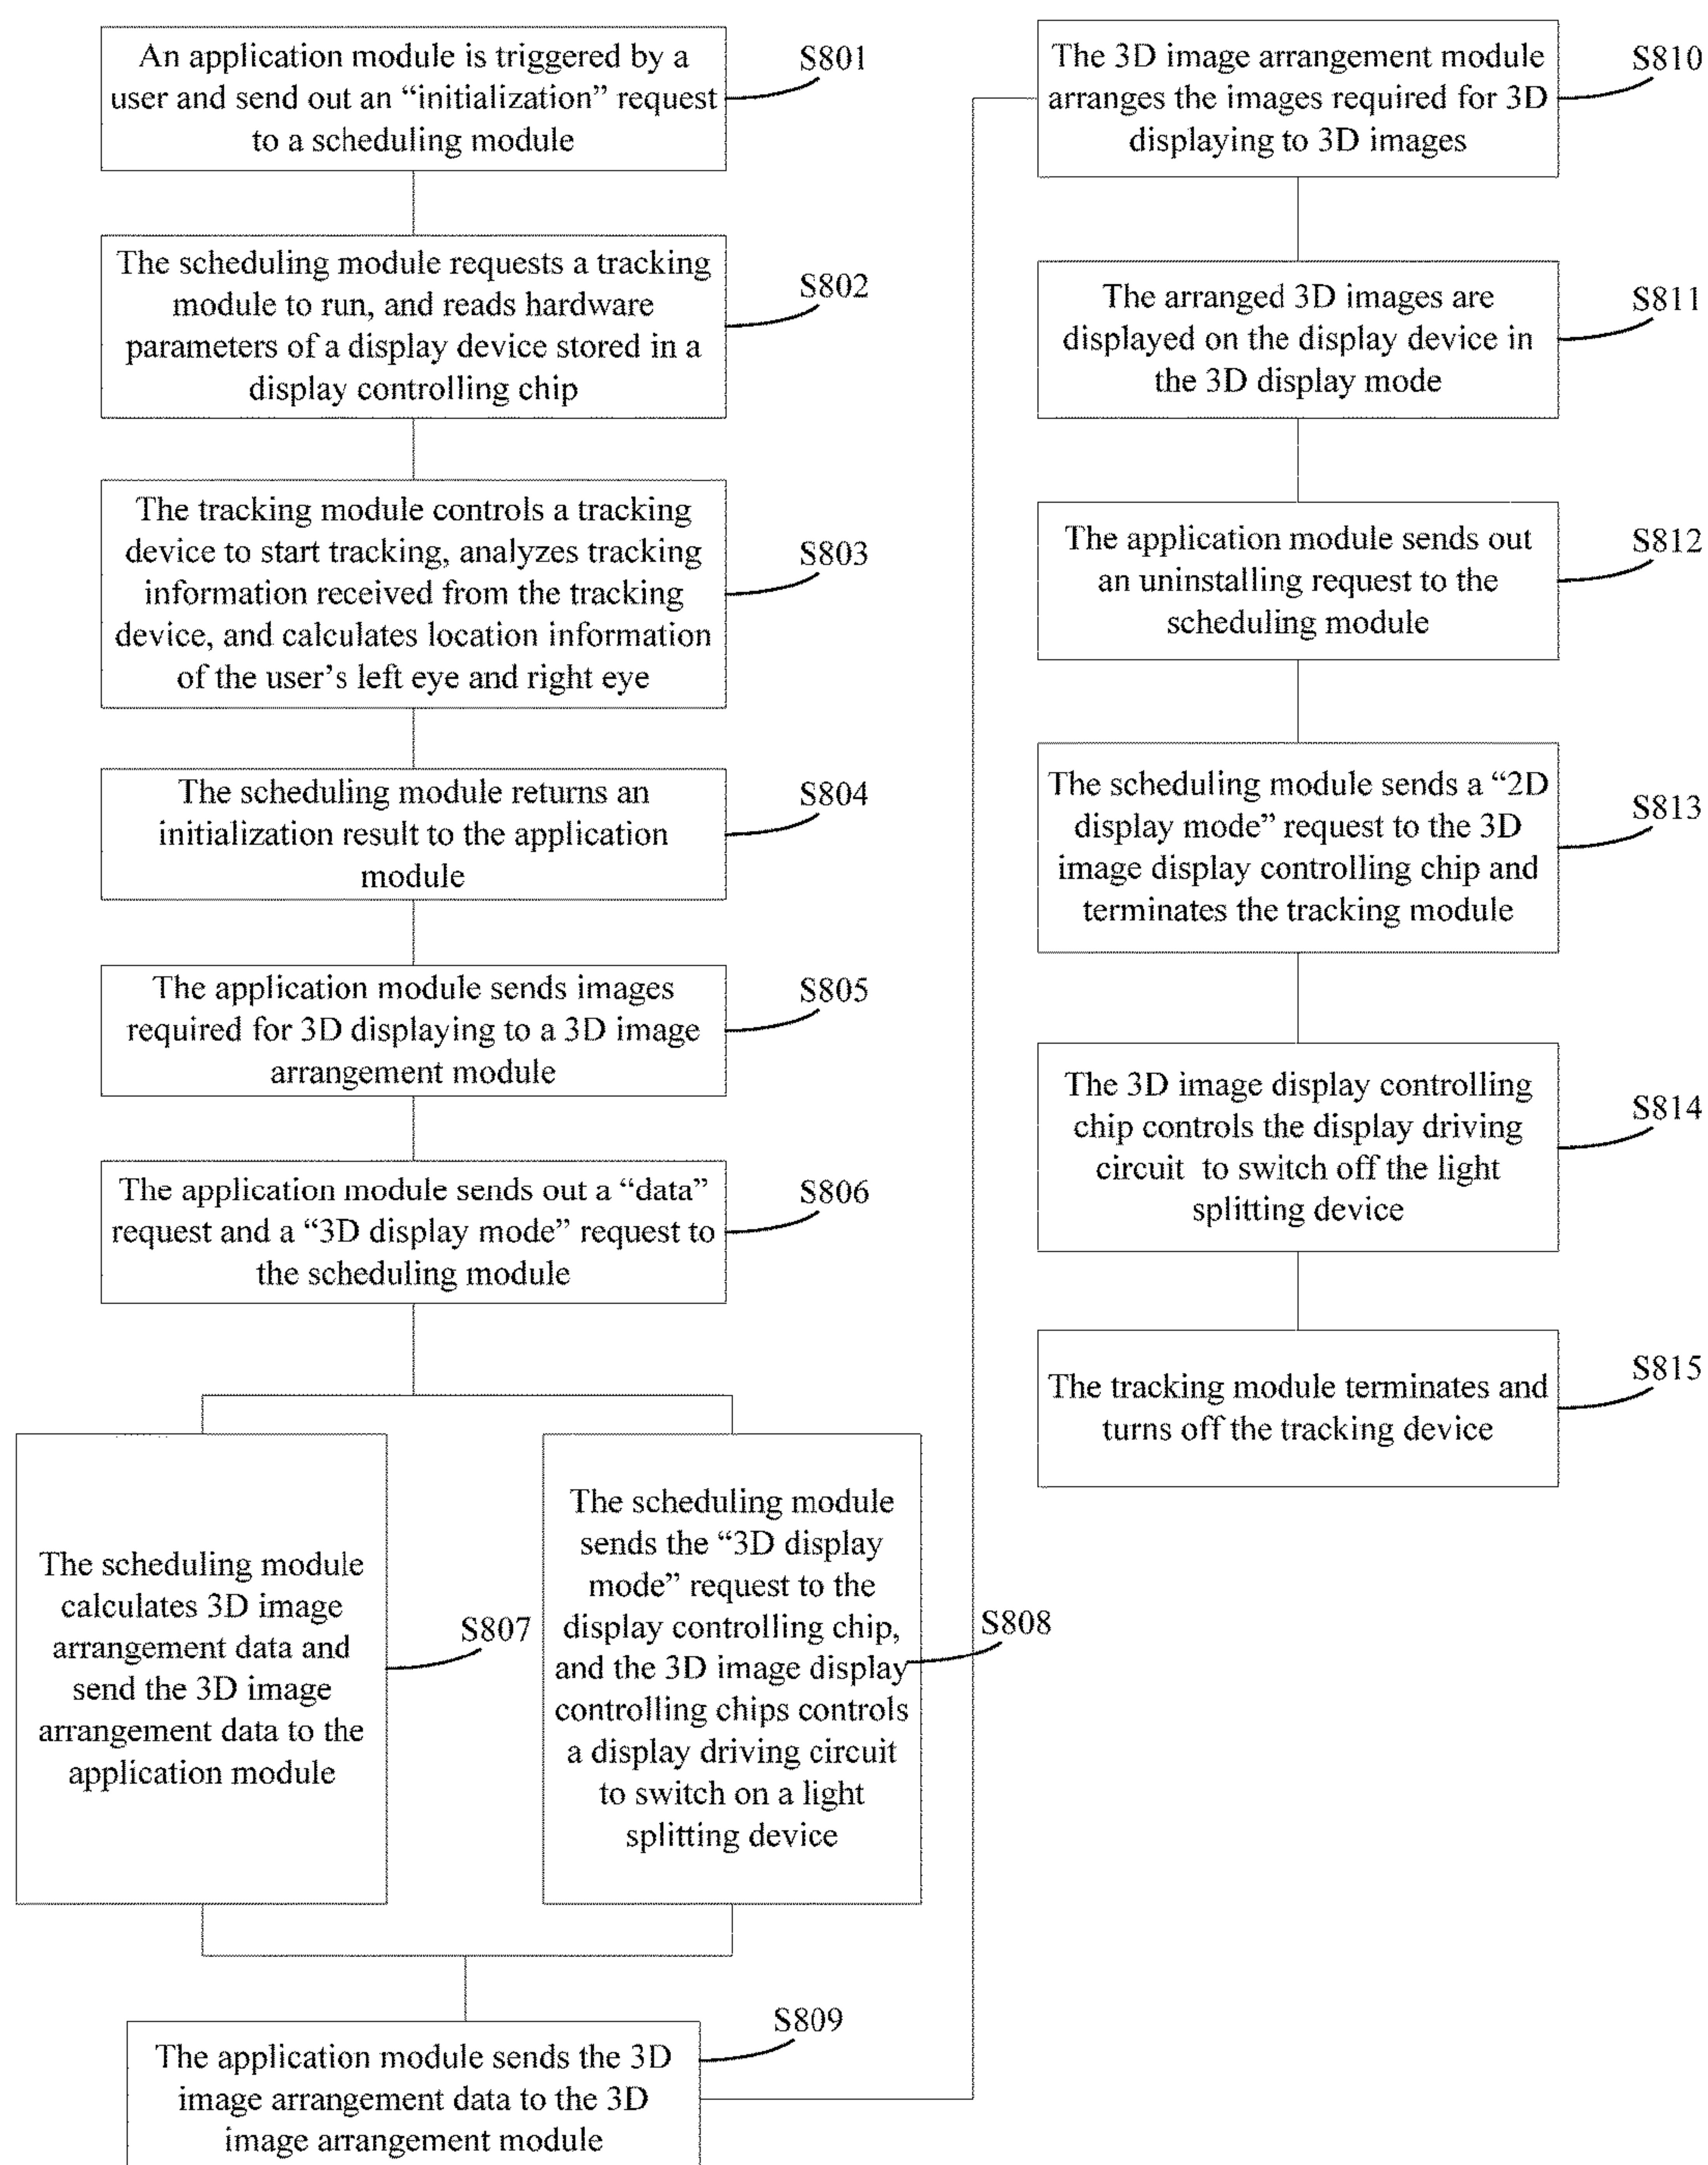 An application module is triggered by a
user and send out an “initialization” request
to a scheduling module
S801
The scheduling module requests a tracking
module to run, and reads hardware
parameters of a display device stored in a
display controlling chip
S802
The tracking module controls a tracking
device to start tracking, analyzes tracking
information received from the tracking
device, and calculates location information
of the user’s left eye and right eye
S803
The scheduling module returns an
initialization result to the application
module
S804
The application module sends images
required for 3D displaying to a 3D image
arrangement module
S805
The application module sends out a “data”
request and a “3D display mode” request to
the scheduling module
S806
The scheduling module
calculates 3D image
arrangement data and
send the 3D image
arrangement data to the
application module
S807
The scheduling module
sends the “3D display
mode” request to the
display controlling chip,
and the 3D image display
controlling chips controls
a display driving circuit
to switch on a light
splitting device
S808
The application module sends the 3D
image arrangement data to the 3D
image arrangement module
S809
The 3D image arrangement module
arranges the images required for 3D
displaying to 3D images
S810
The arranged 3D images are
displayed on the display device in
the 3D display mode
S811
The application module sends out
an uninstalling request to the
scheduling module
S812
The scheduling module sends a “2D
display mode” request to the 3D
image display controlling chip and
terminates the tracking module
S813
The 3D image display controlling
chip controls the display driving
circuit to switch off the light
splitting device
S814
The tracking module terminates and
turns off the tracking device
S815